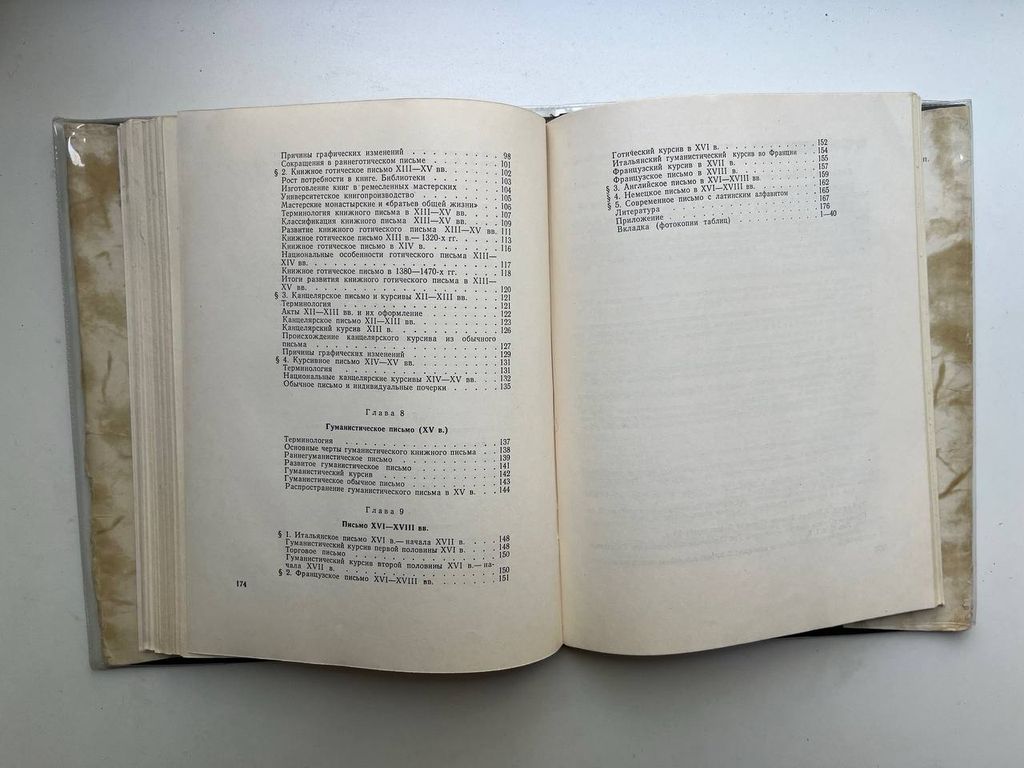 Причины графических изменений . . . . . . . . . . 98
Сокращения в раннеготическом письме . . . . . . . 101
§ 2. Книжное готическое письмо XIII—XV вв. . . . . . . 102
Рост потребности в книге. Библиотеки . . . . . . . 103
Изготовление книг в ремесленных мастерских . . . . 104
Университетское книгопроизводство . . . . . . . . 105
Мастерские монастырские и «братьев общей жизни» . . 106
Терминология книжного письма в XIII—XV вв. . . . . 107
Классификация книжного письма XIII—XV вв. . . . . 109
Развитие книжного готического письма XIII—XV вв. 111
Книжное готическое письмо XIII в.— 1320-х гг. . . . . 113
Книжное готическое письмо в XIV в. . . . . . . . 116
Национальные особенности готического письма XIII—
XIV вв. . . . . . . . . . . . . . . . . . . . 117
Книжное готическое письмо в 1380—1470-х гг. . . . . 118
Итоги развития книжного готического письма в XIII—
XV вв. . . . . . . . . . . . . . . . . . . . 120
§ 3. Канцелярское письмо и курсивы XII—XIII вв. . . . . 121
Терминология . . . . . . . . . . . . . . . . . 121
Акты XII—XIII вв. и их оформление . . . . . . . . 122
Канцелярское письмо XII—XIII вв. . . . . . . . . 123
Канцелярский курсив XIII в. . . . . . . . . . . . 126
Происхождение канцелярского курсива из обычного
письма . . . . . . . . . . . . . . . . . . . . 127
Причины графических изменений . . . . . . . . . . 129
§ 4. Курсивное письмо XIV—XV вв. . . . . . . . . . . 131
Терминология . . . . . . . . . . . . . . . . . 131
Национальные канцелярские курсивы XIV—XV вв. . . . 132
Обычное письмо и индивидуальные почерки . . . . . 135
Глава 8
Гуманистическое письмо (XV в.)
Терминология . . . . . . . . . . . . . . . . . 137
Основные черты гуманистического книжного письма . . 138
Раннегуманистическое письмо . . . . . . . . . . . 139
Развитое гуманистическое письмо . . . . . . . . . 141
Гуманистический курсив . . . . . . . . . . . . . 142
Гуманистическое обычное письмо . . . . . . . . . 143
Распространение гуманистического письма в XV в. . . . 144
Глава 9
Письмо XVI—XVIII вв.
§ 1. Итальянское письмо XVI в.— начала XVII в. . . . . . 148
Гуманистический курсив первой половины XVI в. . . . . 148
Торговое письмо . . . . . . . . . . . . . . . . 150
Гуманистический курсив второй половины XVI в.— на-
чала XVII в. . . . . . . . . . . . . . . . . . 150
§ 2. Французское письмо XVI—XVIII вв. . . . . . . . . 151
174
Готический курсив в XVI в. . . . . . . . . . . . 152
Итальянский гуманистический курсив во Франции . . . 154
Французский курсив в XVII в. . . . . . . . . . . 155
Французское письмо в XVIII в. . . . . . . . . . . 157
§ 3. Английское письмо в XVI—XVIII вв. . . . . . . . . 159
§ 4. Немецкое письмо в XVI—XVIII вв. . . . . . . . . 162
§ 5. Современное письмо с латинским алфавитом . . . . . 165
Литература . . . . . . . . . . . . . . . . . . 167
Приложение . . . . . . . . . . . . . . . . . . 176
Вкладка (фотокопии таблиц) . . . . . . . . . . . 1—40
п.